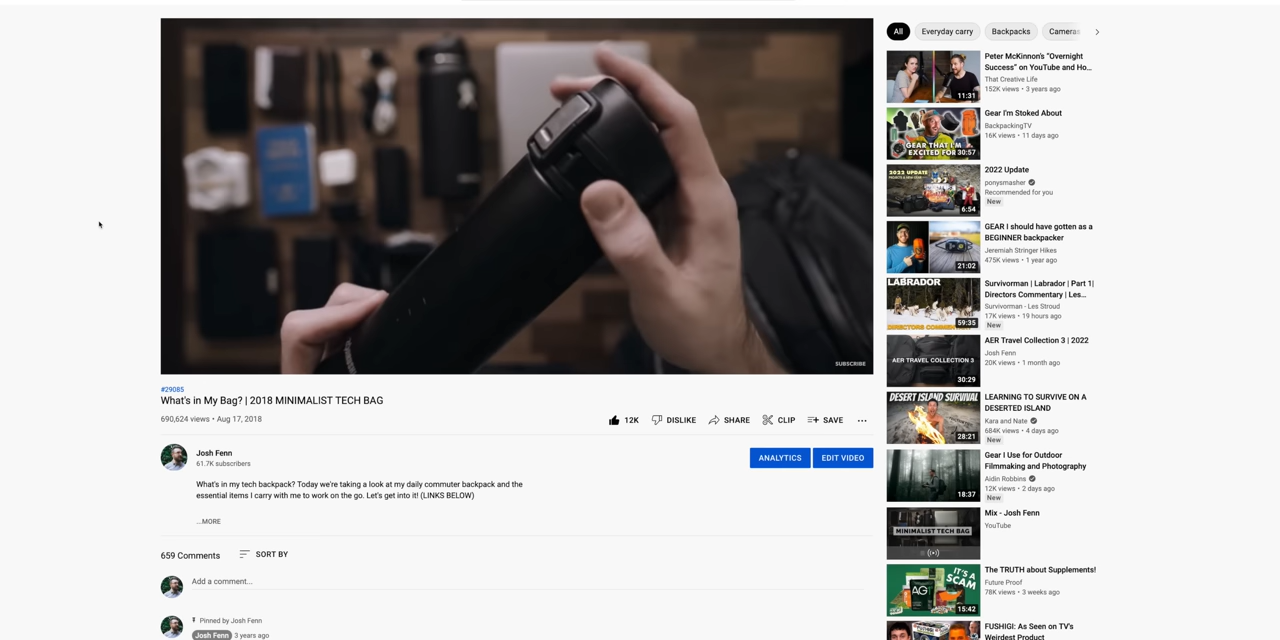 SUBSCRIBE
#29085
What's in My Bag? | 2018 MINIMALIST TECH BAG
690,624 views • Aug 17, 2018
12K
DISLIKE
SHARE
CLIP
SAVE
Josh Fenn
61.7K subscribers
ANALYTICS
EDIT VIDEO
What's in my tech backpack? Today we're taking a look at my daily commuter backpack and the
essential items I carry with me to work on the go. Let's get into it! (LINKS BELOW)
...MORE
659 Comments
SORT BY
Add a comment...
Pinned by Josh Fenn
Josh Fenn 3 years ago
All
Everyday carry
Backpacks
Cameras
11:31
Peter McKinnon's "Overnight
Success" on YouTube and Ho...
That Creative Life
152K views • 3 years ago
GEAR THAT I'M
EXCITED FOR
30:57
Gear I'm Stoked About
BackpackingTV
16K views • 11 days ago
2022 UPDATE
6:54
2022 Update
ponysmasher
Recommended for you
New
21:02
GEAR I should have gotten as a
BEGINNER backpacker
Jeremiah Stringer Hikes
475K views • 1 year ago
LABRADOR
DIRECTORS COMMEN
59:35
Survivorman | Labrador | Part 1|
Directors Commentary | Les...
Survivorman - Les Stroud
17K views • 19 hours ago
New
AER TRAVEL COLLECTION 3
30:29
AER Travel Collection 3 | 2022
Josh Fenn
20K views • 1 month ago
DESERT ISLAND SURVIVAL
28:21
LEARNING TO SURVIVE ON A
DESERTED ISLAND
Kara and Nate
684K views • 4 days ago
New
18:37
Gear I Use for Outdoor
Filmmaking and Photography
Aidin Robbins
12K views • 2 days ago
New
MINIMALIST TECH BAG
Mix - Josh Fenn
YouTube
IT'S A
SCAM
AG1
15:42
The TRUTH about Supplements!
Future Proof
78K views • 3 weeks ago
FUSHIGI: As Seen on TV's
Weirdest Product